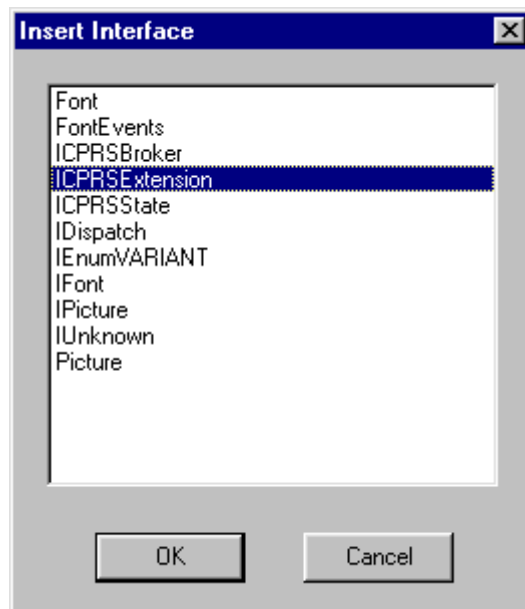 Insert Interface
Font
FontEvents
ICPRSBroker
ICPRSExtension
ICPRSState
IDispatch
IEnumVARIANT
IFont
IPicture
IUnknown
Picture
OK Cancel